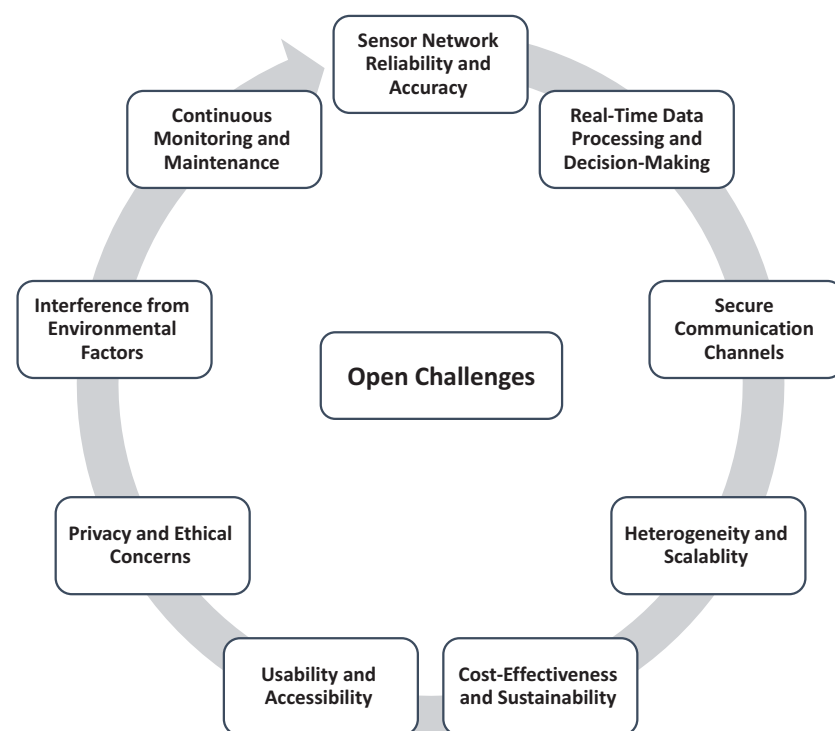 Sensor Network
Reliability and
Accuracy
Real-Time Data
Processing and
Decision-Making
Secure
Communication
Channels
Heterogeneity and
Scalablity
Cost-Effectiveness
and Sustainability
Usability and
Accessibility
Privacy and Ethical
Concerns
Interference from
Environmental
Factors
Continuous
Monitoring and
Maintenance
Open Challenges